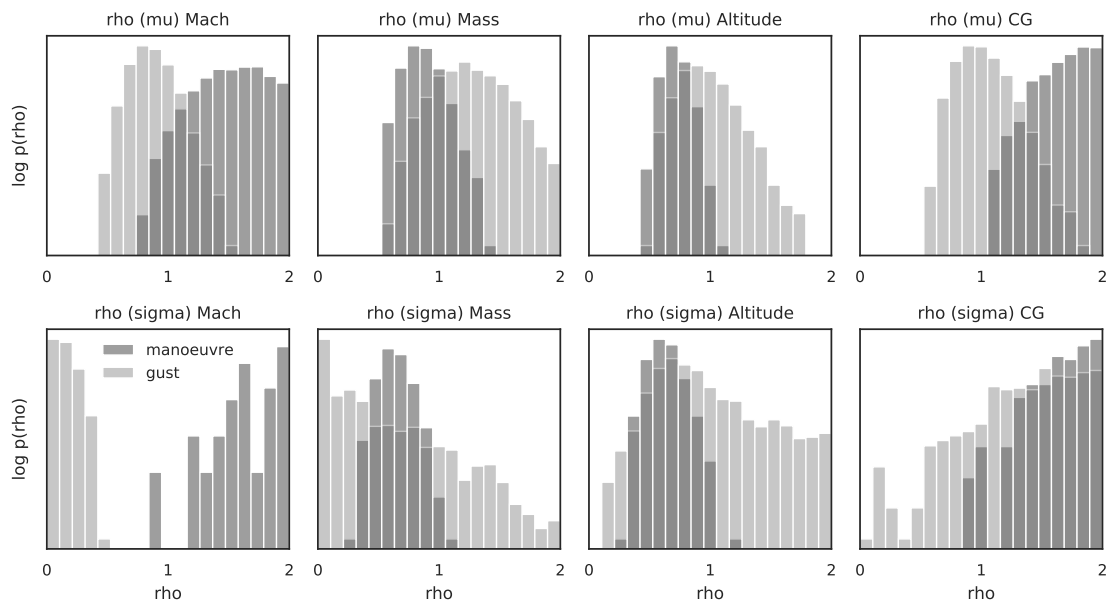 rho (mu) Mach
rho (mu) Mass
rho (mu) Altitude
rho (mu) CG
log p(rho)
0 1 2
0 1 2
0 1 2
0 1 2
rho (sigma) Mach
rho (sigma) Mass
rho (sigma) Altitude
rho (sigma) CG
manoeuvre
gust
log p(rho)
0 1 2
0 1 2
0 1 2
0 1 2
rho
rho
rho
rho